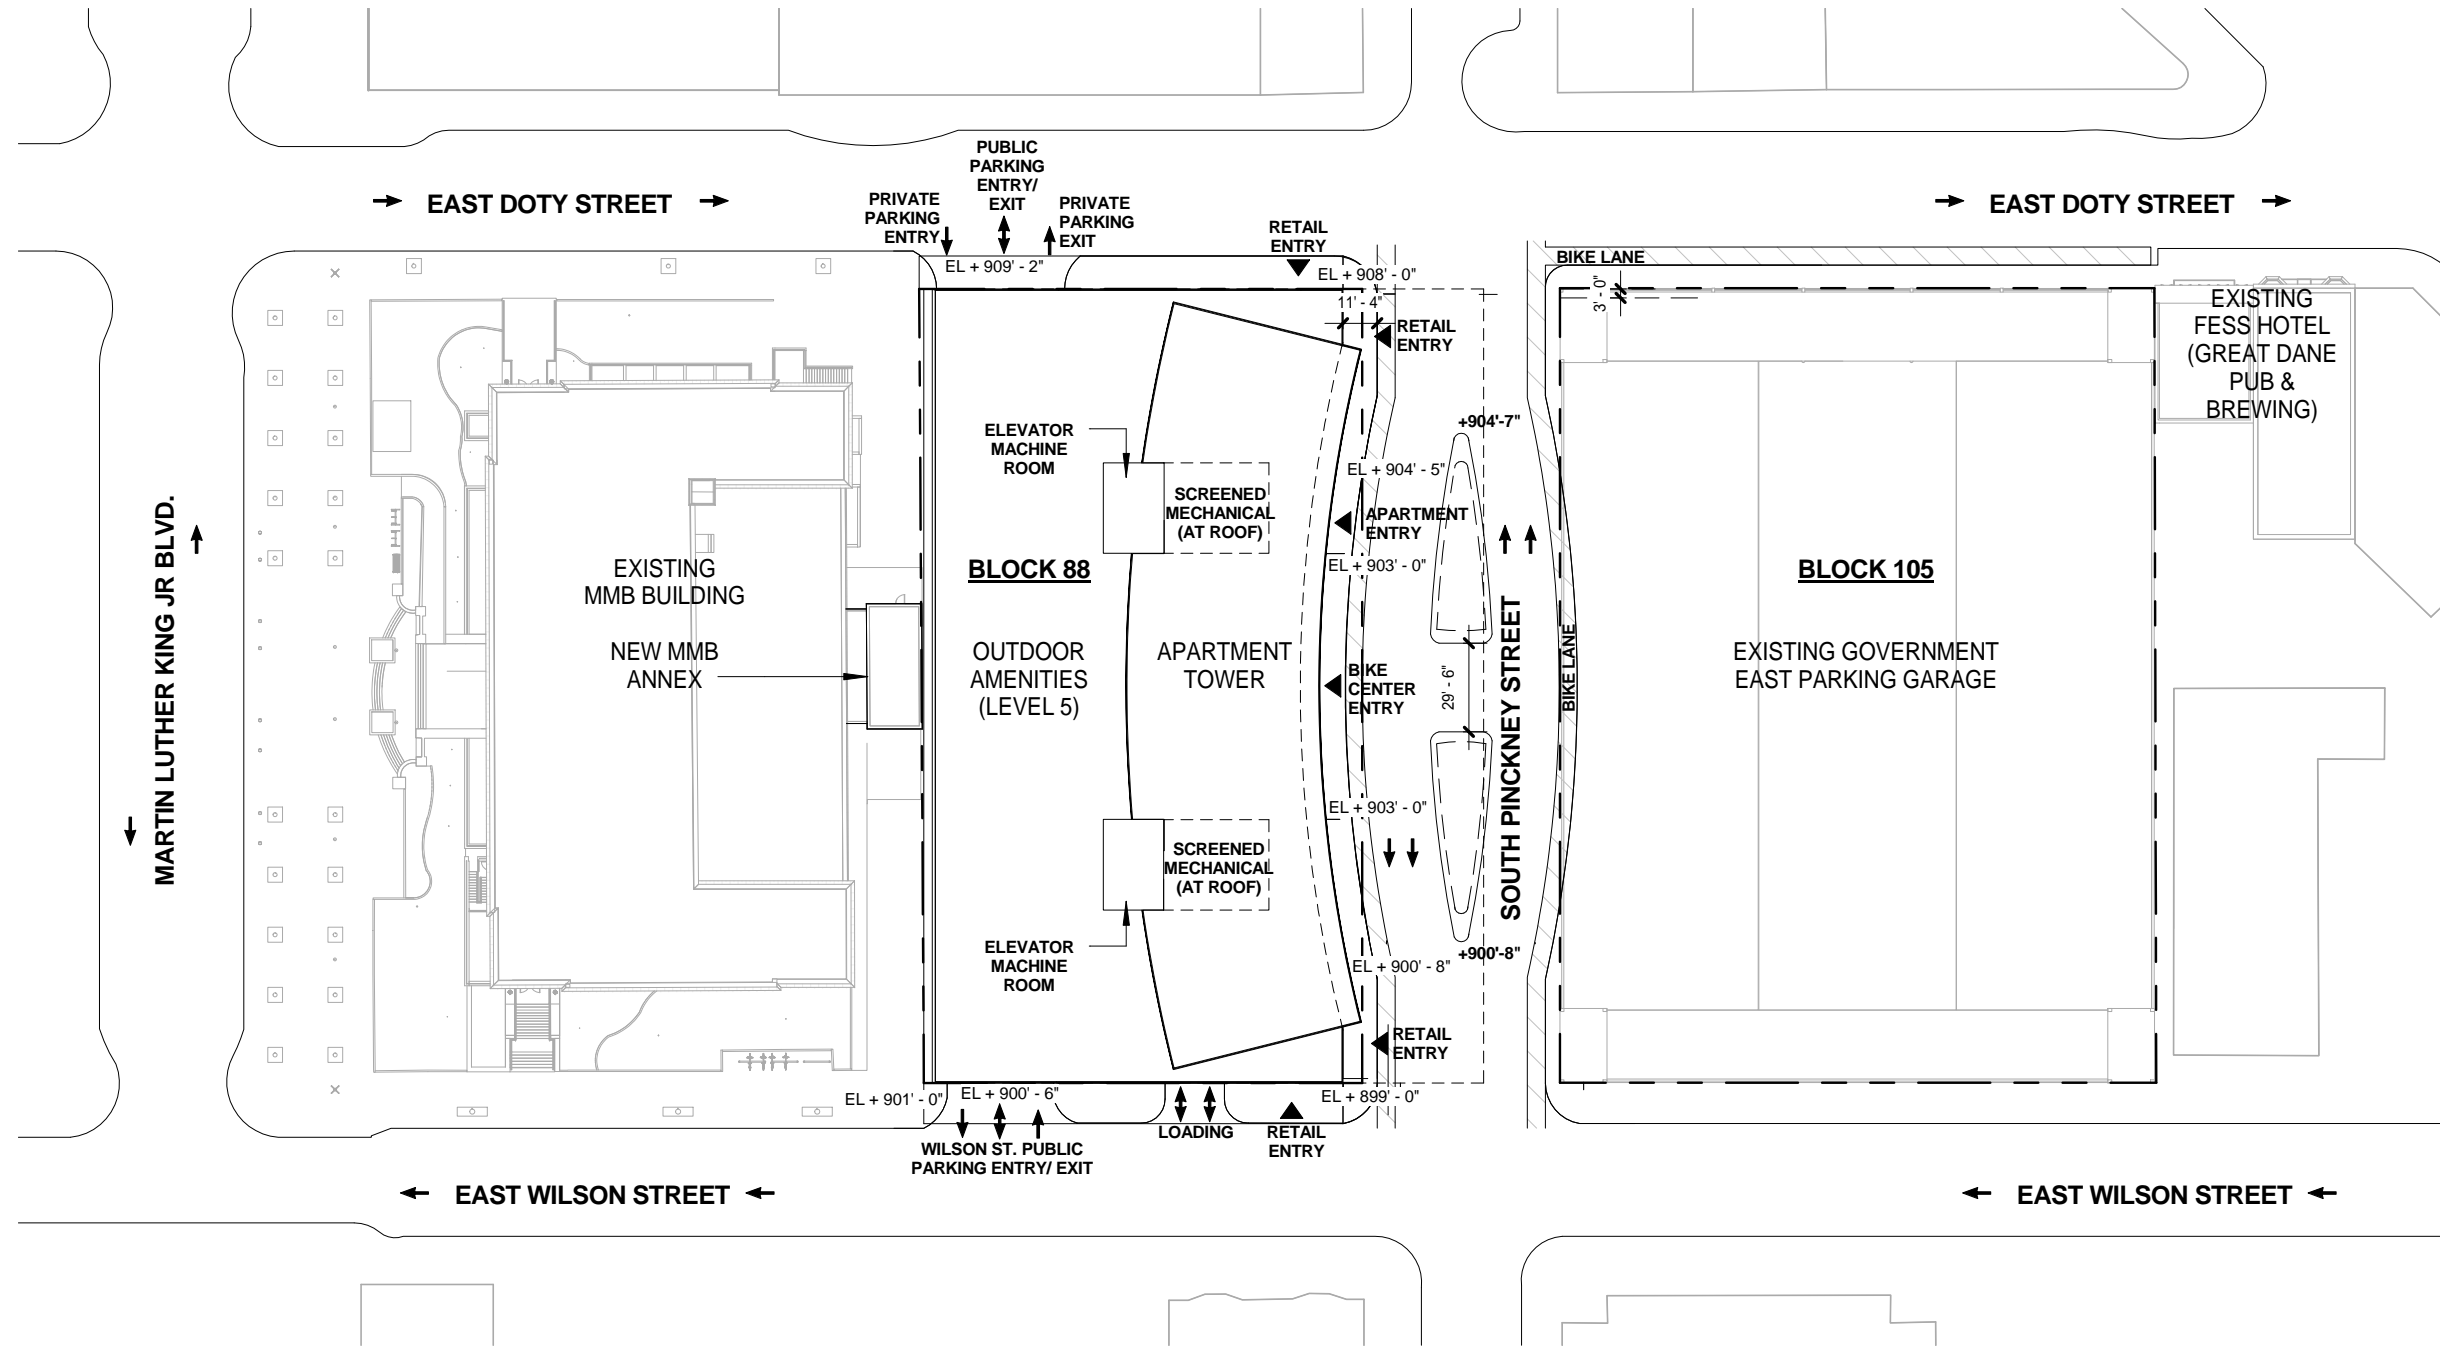 PUBLIC
PARKING
ENTRY/
EXIT
EAST DOTY STREET
PRIVATE
PARKING
ENTRY
PRIVATE
PARKING
EXIT
RETAIL
ENTRY
EAST DOTY STREET
EL + 909' - 2"
EL + 908' - 0"
11' - 4"
RETAIL
ENTRY
BIKE LANE
3' - 0"
EXISTING
FESS HOTEL
(GREAT DANE
PUB &
BREWING)
ELEVATOR
MACHINE
ROOM
+904'-7"
EL + 904' - 5"
SCREENED
MECHANICAL
(AT ROOF)
APARTMENT
ENTRY
MARTIN LUTHER KING JR BLVD.
EXISTING
MMB BUILDING
BLOCK 88
EL + 903' - 0"
BLOCK 105
NEW MMB
ANNEX
OUTDOOR
AMENITIES
(LEVEL 5)
APARTMENT
TOWER
BIKE
CENTER
ENTRY
29' - 6"
SOUTH PINCKNEY STREET
BIKE LANE
EXISTING GOVERNMENT
EAST PARKING GARAGE
EL + 903' - 0"
SCREENED
MECHANICAL
(AT ROOF)
ELEVATOR
MACHINE
ROOM
EL + 900' - 8"
+900'-8"
RETAIL
ENTRY
EL + 901' - 0"
EL + 900' - 6"
EL + 899' - 0"
WILSON ST. PUBLIC
PARKING ENTRY/ EXIT
LOADING
RETAIL
ENTRY
EAST WILSON STREET
EAST WILSON STREET